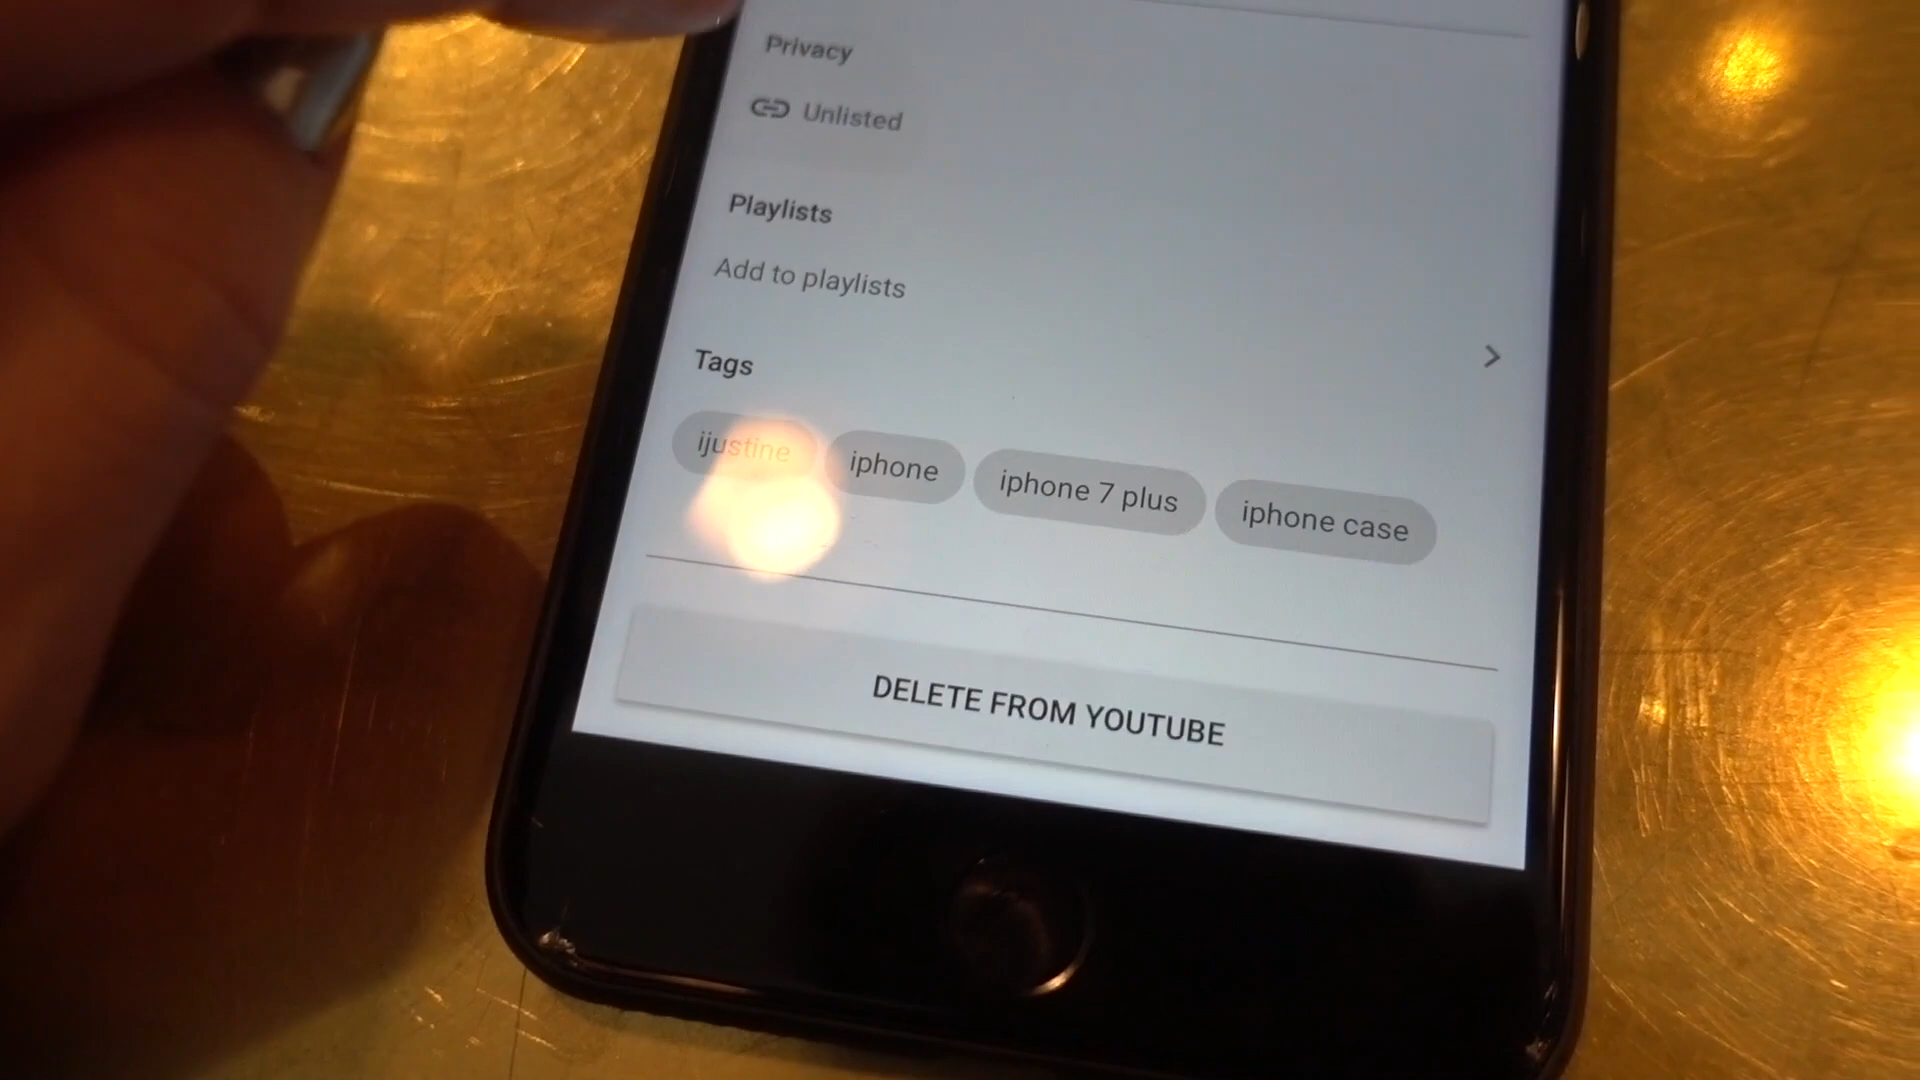 Privacy
Unlisted
Playlists
Add to playlists
Tags
ijustine iphone iphone 7 plus iphone case
DELETE FROM YOUTUBE